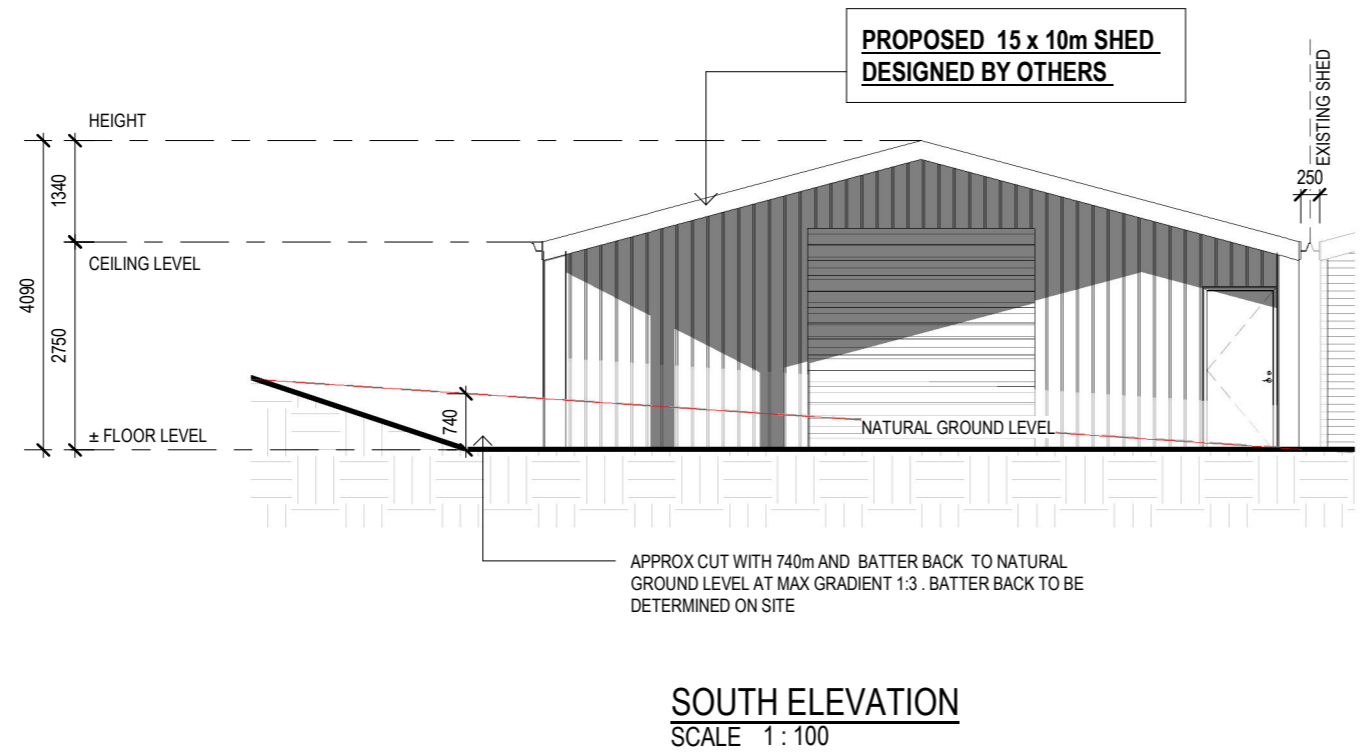 PROPOSED 15 x 10m SHED
DESIGNED BY OTHERS
EXISTING SHED
250
HEIGHT
1340
CEILING LEVEL
4090
2750
740
NATURAL GROUND LEVEL
± FLOOR LEVEL
APPROX CUT WITH 740m AND BATTER BACK TO NATURAL
GROUND LEVEL AT MAX GRADIENT 1:3 . BATTER BACK TO BE
DETERMINED ON SITE
SOUTH ELEVATION
SCALE 1 : 100